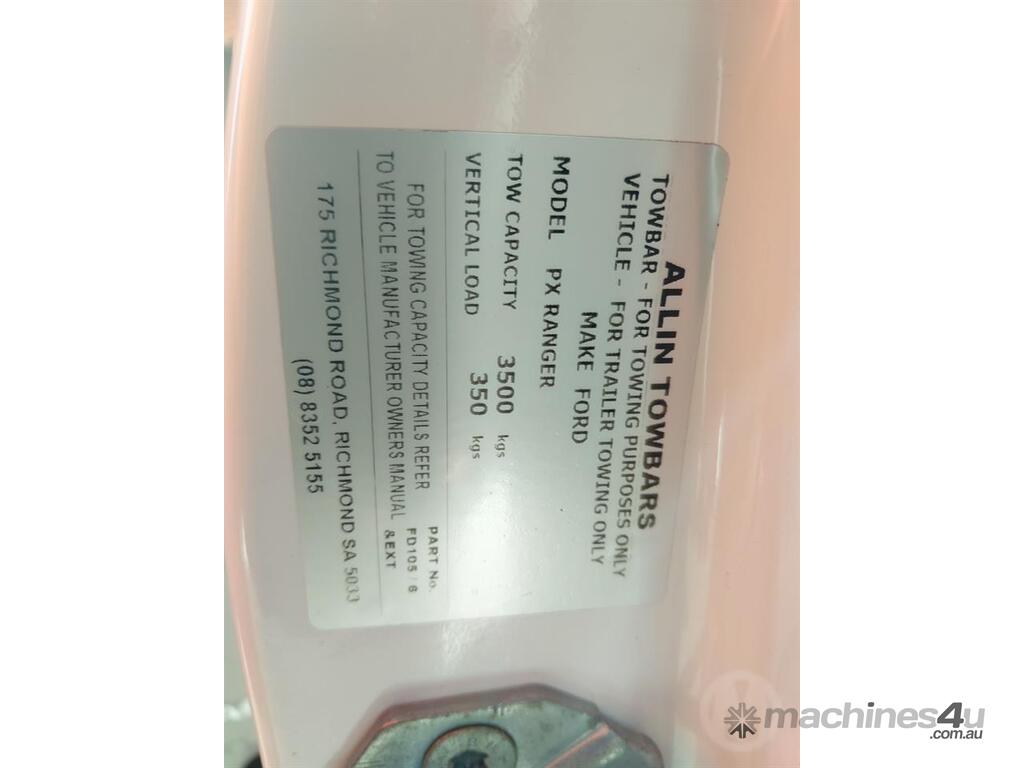 ALLIN TOWBARS
TOWBAR - FOR TOWING PURPOSES ONLY
VEHICLE - FOR TRAILER TOWING ONLY
MAKE FORD
MODEL PX RANGER
TOW CAPACITY 3500 kgs
VERTICAL LOAD 350 kgs
PART No.
FOR TOWING CAPACITY DETAILS REFER FD105/6
TO VEHICLE MANUFACTURER OWNERS MANUAL &EXT
175 RICHMOND ROAD, RICHMOND SA 5033
(08) 8352 5155
machines4u
.com.au